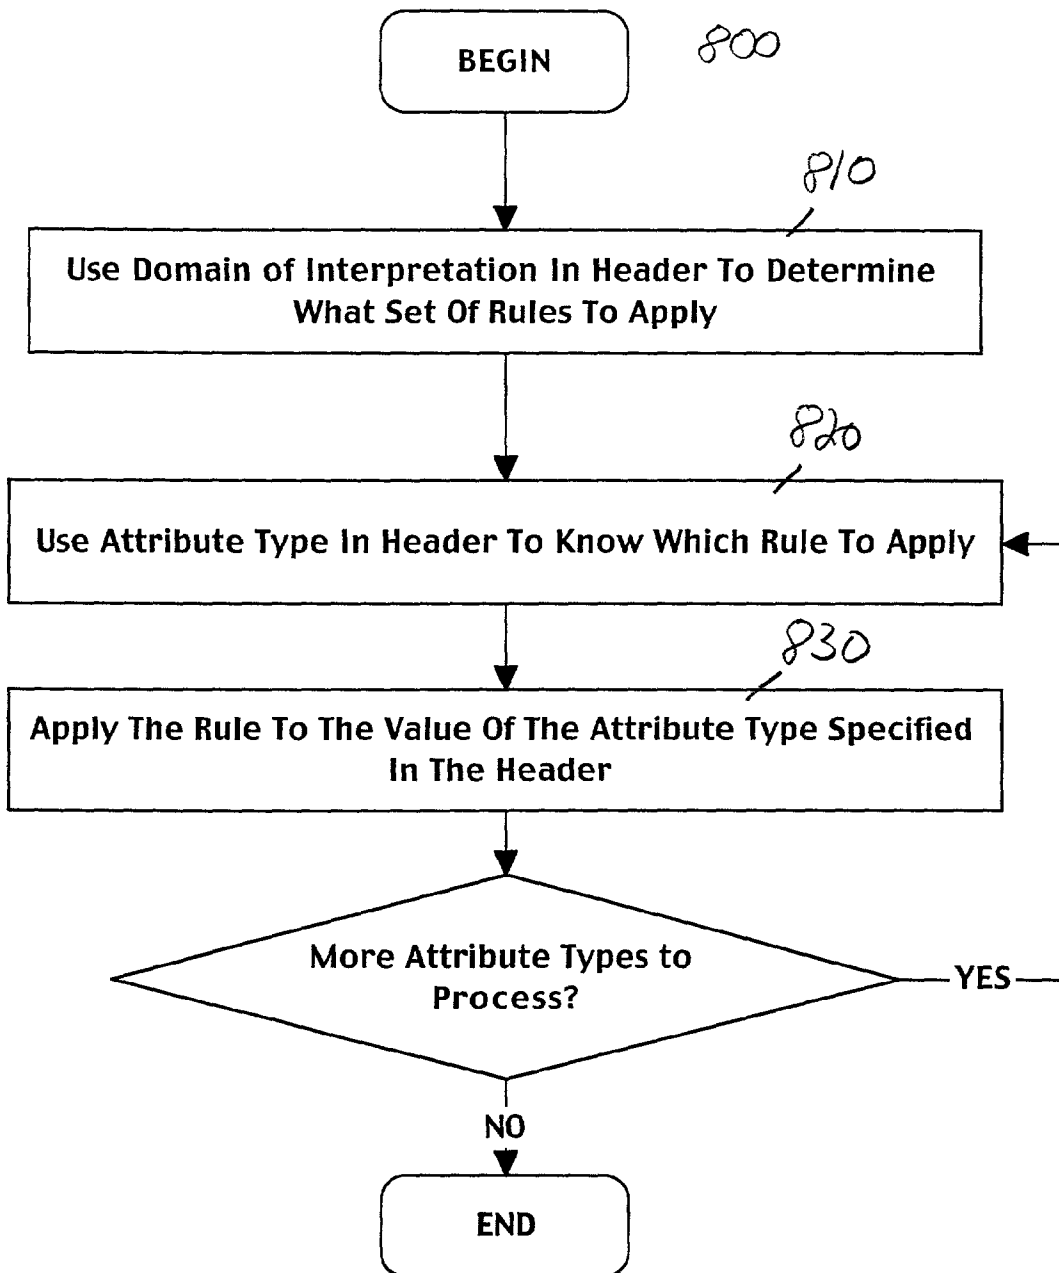 BEGIN
800
810
Use Domain of Interpretation In Header To Determine
What Set Of Rules To Apply
820
Use Attribute Type In Header To Know Which Rule To Apply
830
Apply The Rule To The Value Of The Attribute Type Specified
In The Header
More Attribute Types to
Process?
YES
NO
END